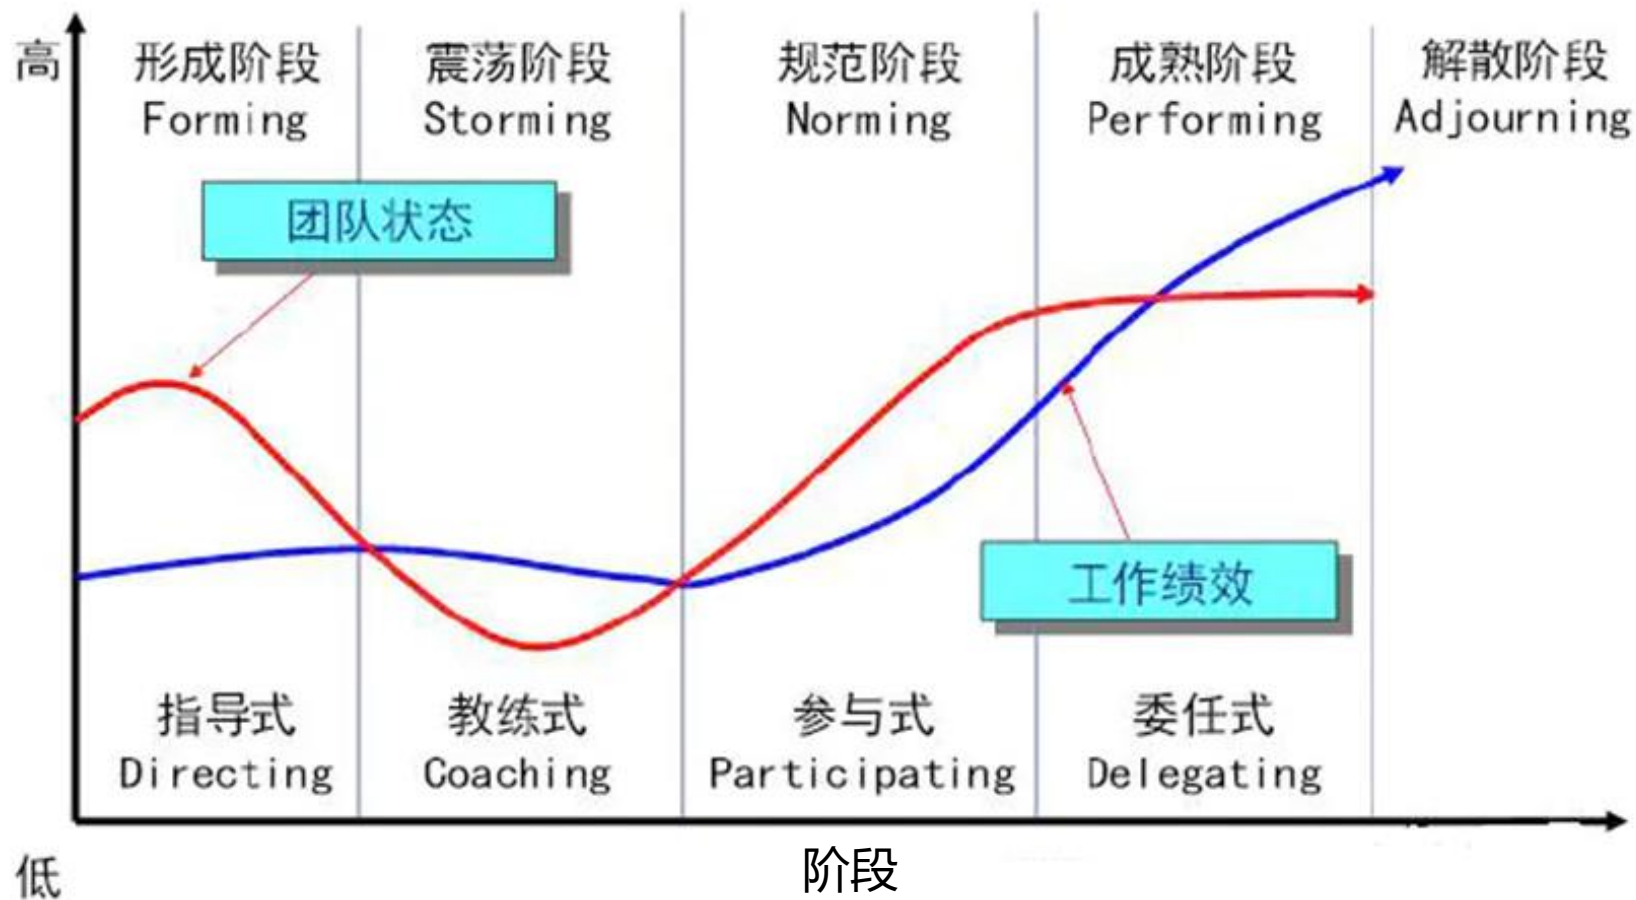 高
形成阶段
Forming
震荡阶段
Storming
规范阶段
Norming
成熟阶段
Performing
解散阶段
Adjourning
团队状态
工作绩效
指导式
Directing
教练式
Coaching
参与式
Participating
委任式
Delegating
低
阶段